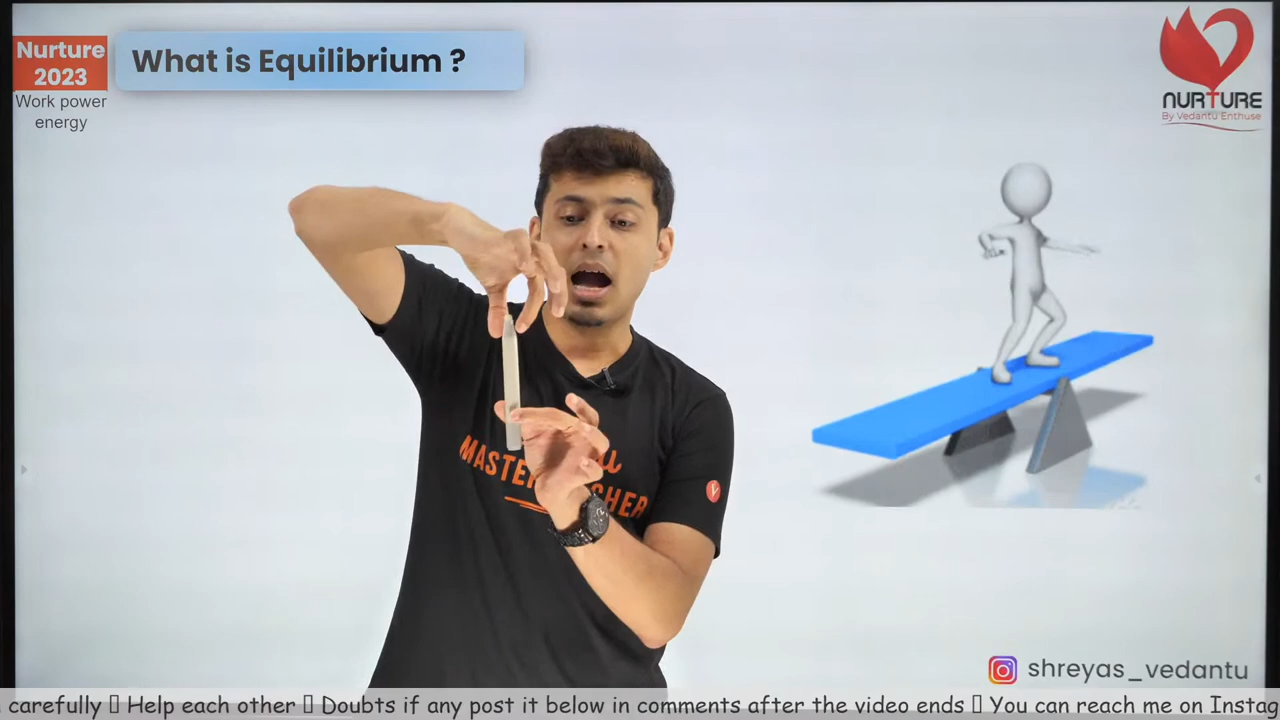 Nurture
2023
What is Equilibrium ?
Work power
energy
NURTURE
By Vedantu Enthuse
MASTER
CHER
V
shreyas_vedantu
carefully ▯ Help each other ▯ Doubts if any post it below in comments after the video ends ▯ You can reach me on Instag